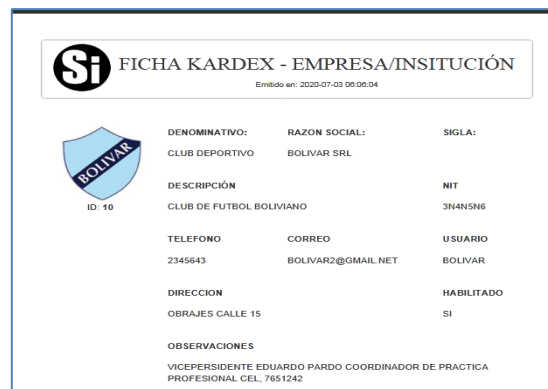 Si
FICHA KARDEX - EMPRESA/INSITUCIÓN
Emitido en: 2020-07-03 06:06:04
BOLIVAR
ID: 10
DENOMINATIVO: RAZON SOCIAL: SIGLA:
CLUB DEPORTIVO BOLIVAR SRL
DESCRIPCIÓN NIT
CLUB DE FUTBOL BOLIVIANO 3N4N5N6
TELEFONO CORREO USUARIO
2345643 BOLIVAR2@GMAIL.NET BOLIVAR
DIRECCION HABILITADO
OBRAJES CALLE 15 SI
OBSERVACIONES
VICEPERSIDENTE EDUARDO PARDO COORDINADOR DE PRACTICA
PROFESIONAL CEL, 7651242